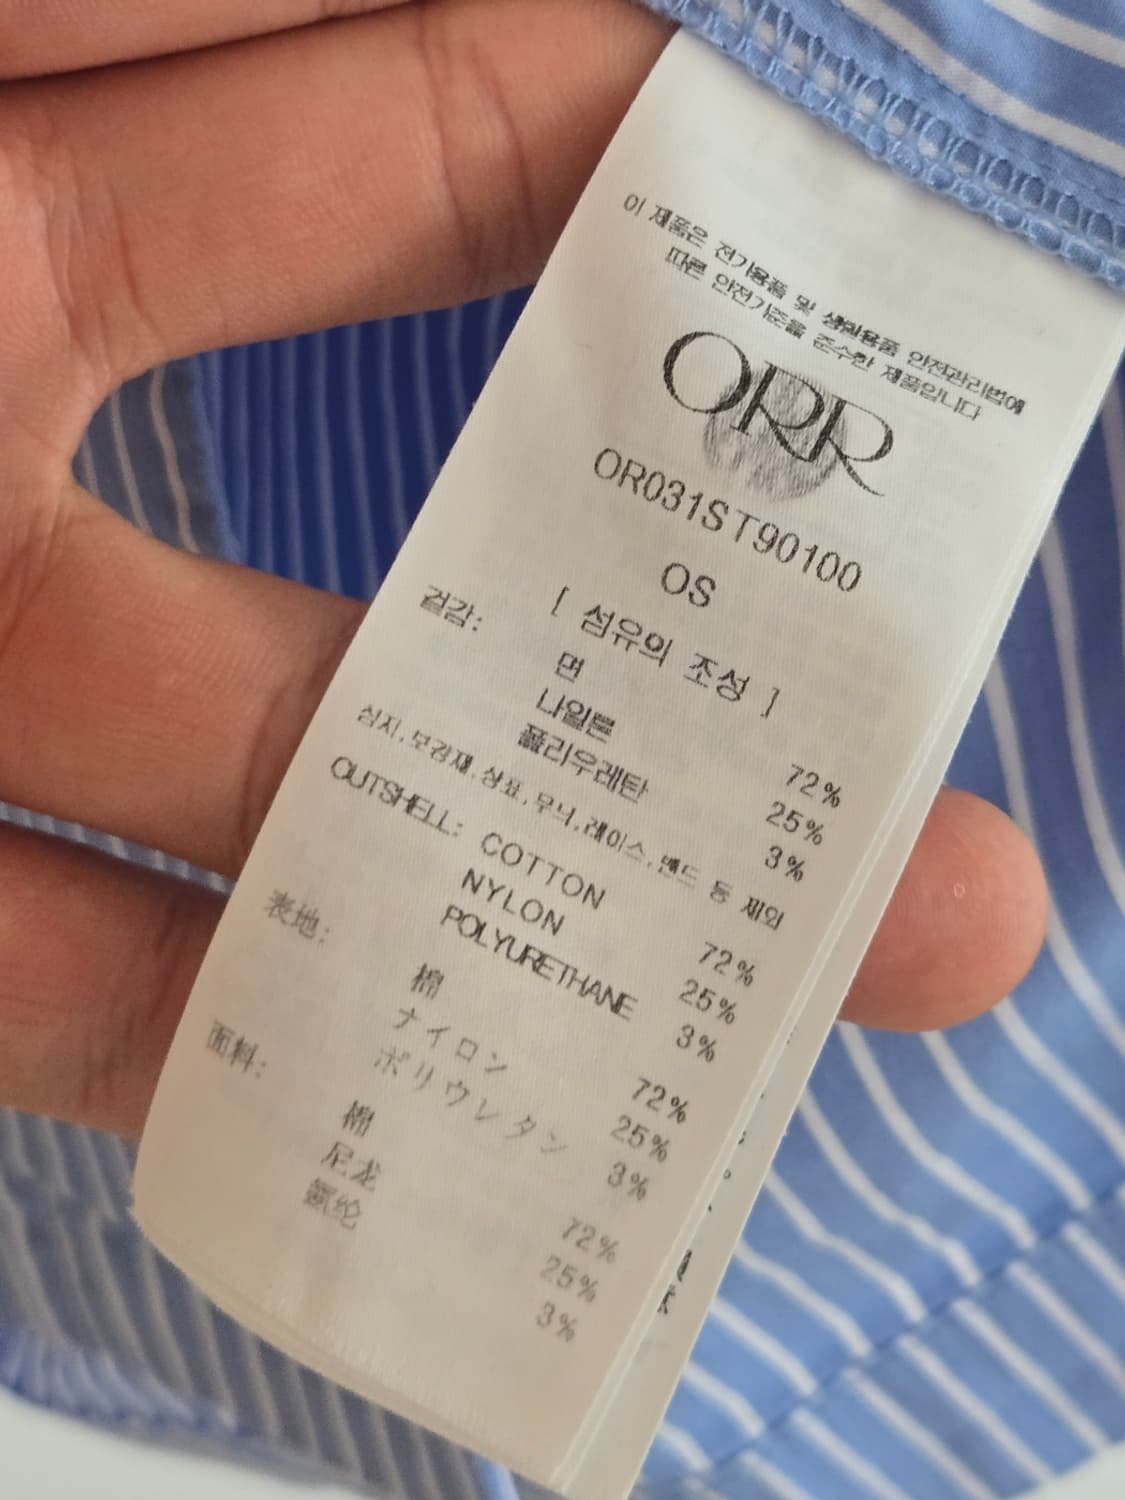 이 제품은 전기용품 및 생활용품 안전관리법에
따른 안전기준을 준수한 제품입니다
ORR
OR031ST90100
OS
[ 섬유의 조성 ]
겉감:
면 72%
나일론 25%
폴리우레탄 3%
심지.보강재.상표.무늬.레이스.밴드 등 제외
OUTSHELL: COTTON 72%
NYLON 25%
POLYURETHANE 3%
表地:
棉 72%
ナイロン 25%
ポリウレタン 3%
面料:
棉 72%
尼龙 25%
氨纶 3%